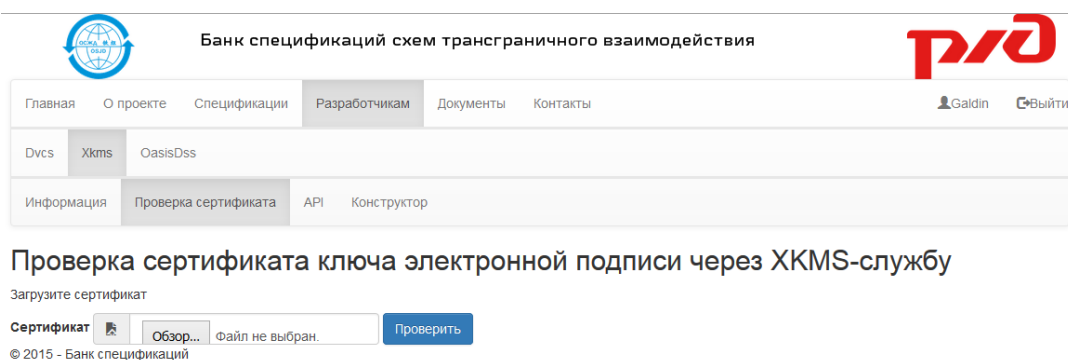 ОСЖД
OSJD
Банк спецификаций схем трансграничного взаимодействия
Главная О проекте Спецификации Разработчикам Документы Контакты Galdin Выйти
Dvcs Xkms OasisDss
Информация Проверка сертификата API Конструктор
Проверка сертификата ключа электронной подписи через XKMS-службу
Загрузите сертификат
Сертификат Обзор... Файл не выбран. Проверить
© 2015 - Банк спецификаций